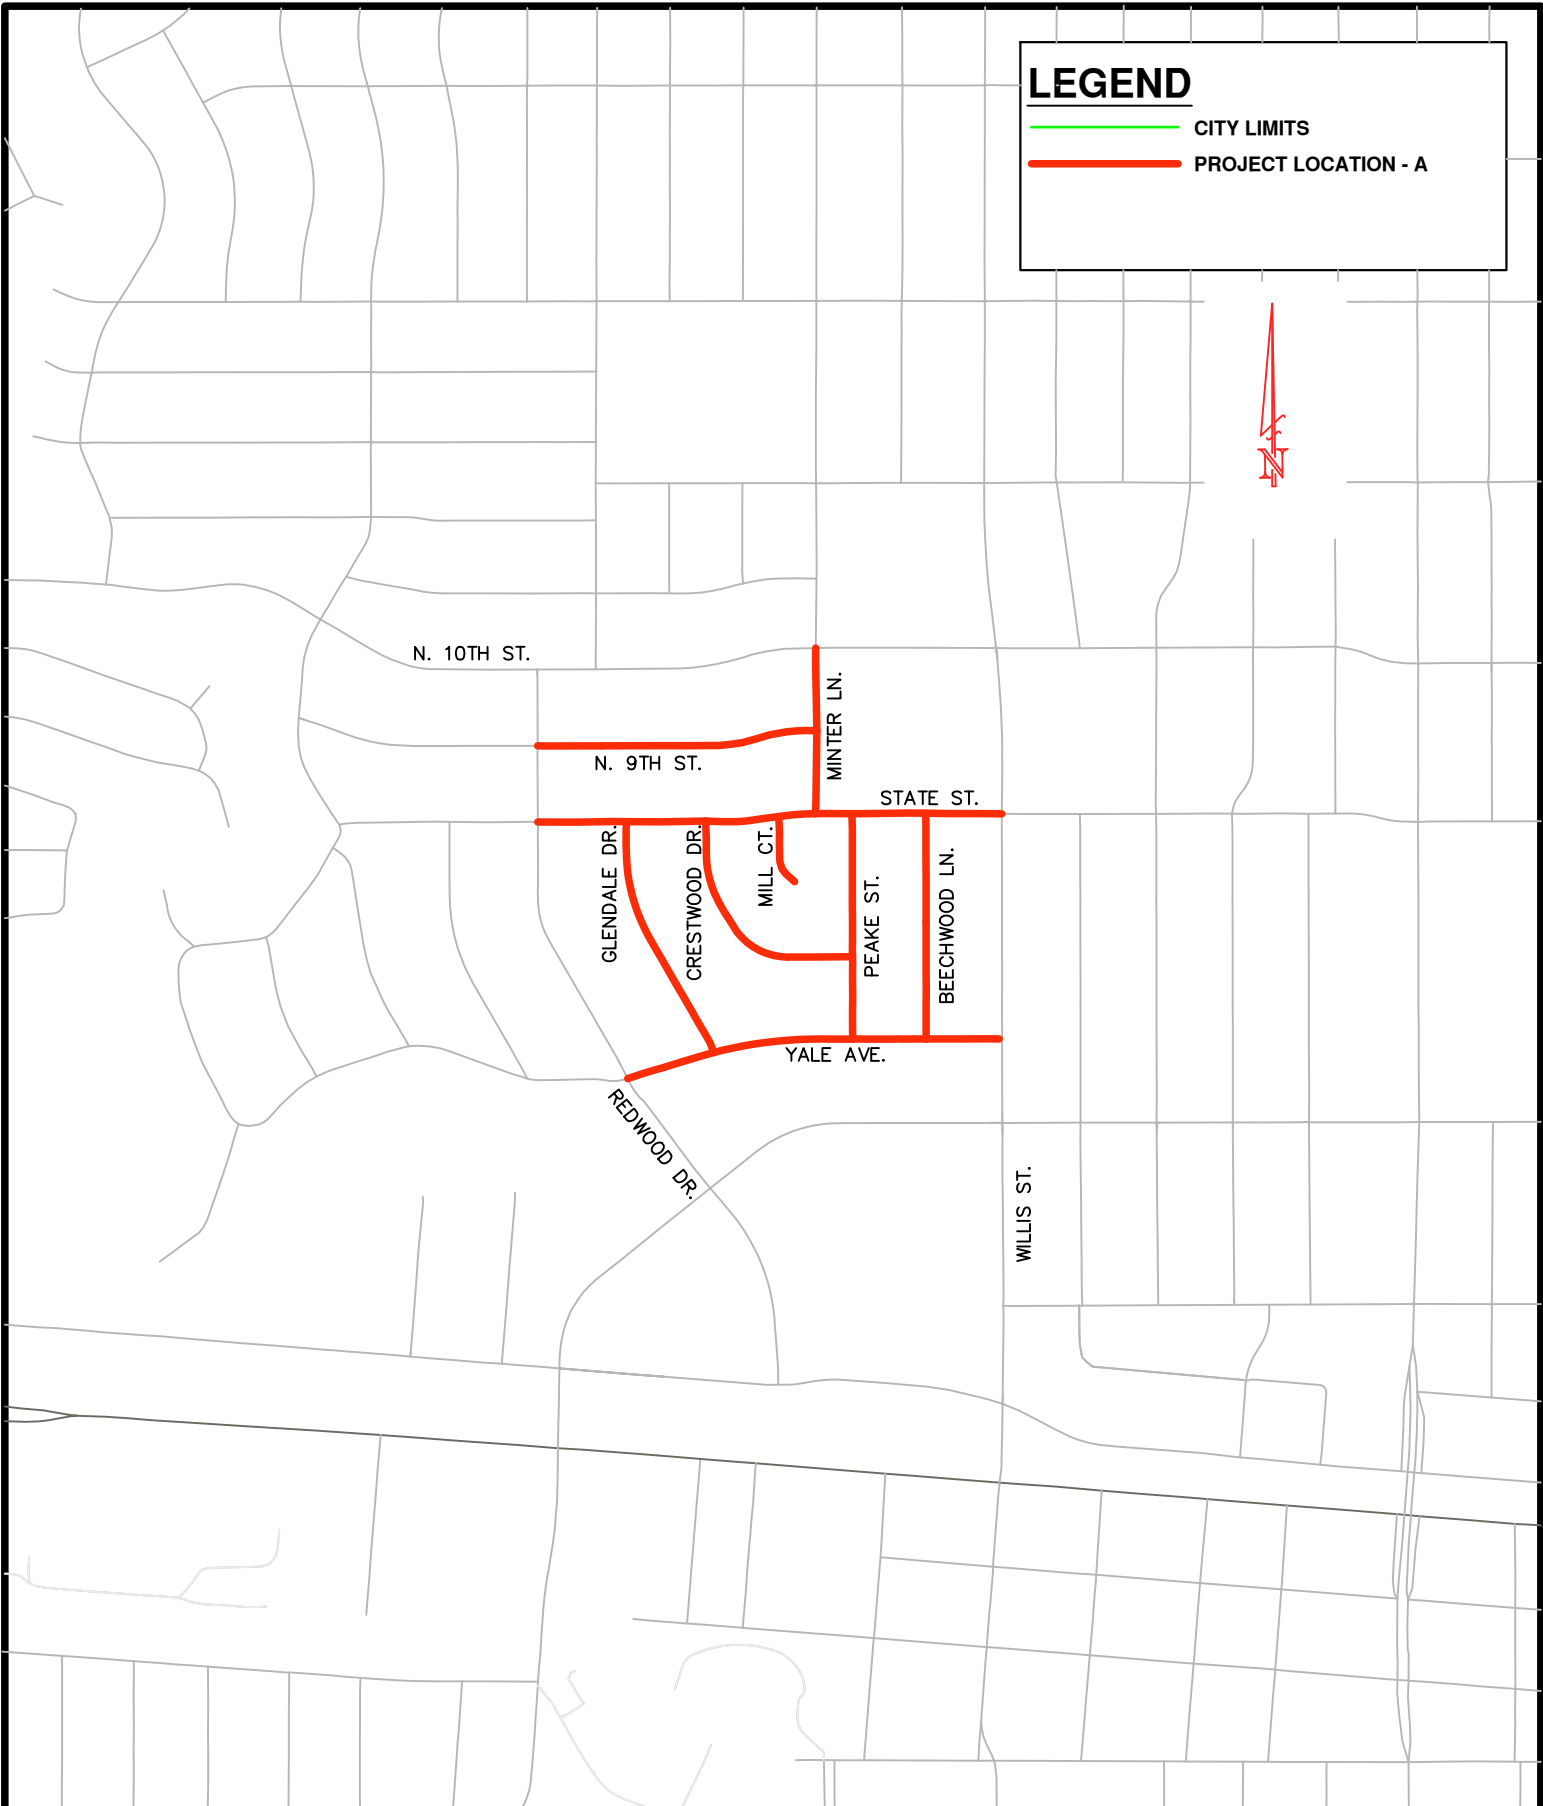 LEGEND
CITY LIMITS
PROJECT LOCATION - A
N
N. 10TH ST.
MINTER LN.
N. 9TH ST.
STATE ST.
GLENDALE DR.
CRESTWOOD DR.
MILL CT.
PEAKE ST.
BEECHWOOD LN.
YALE AVE.
REDWOOD DR.
WILLIS ST.